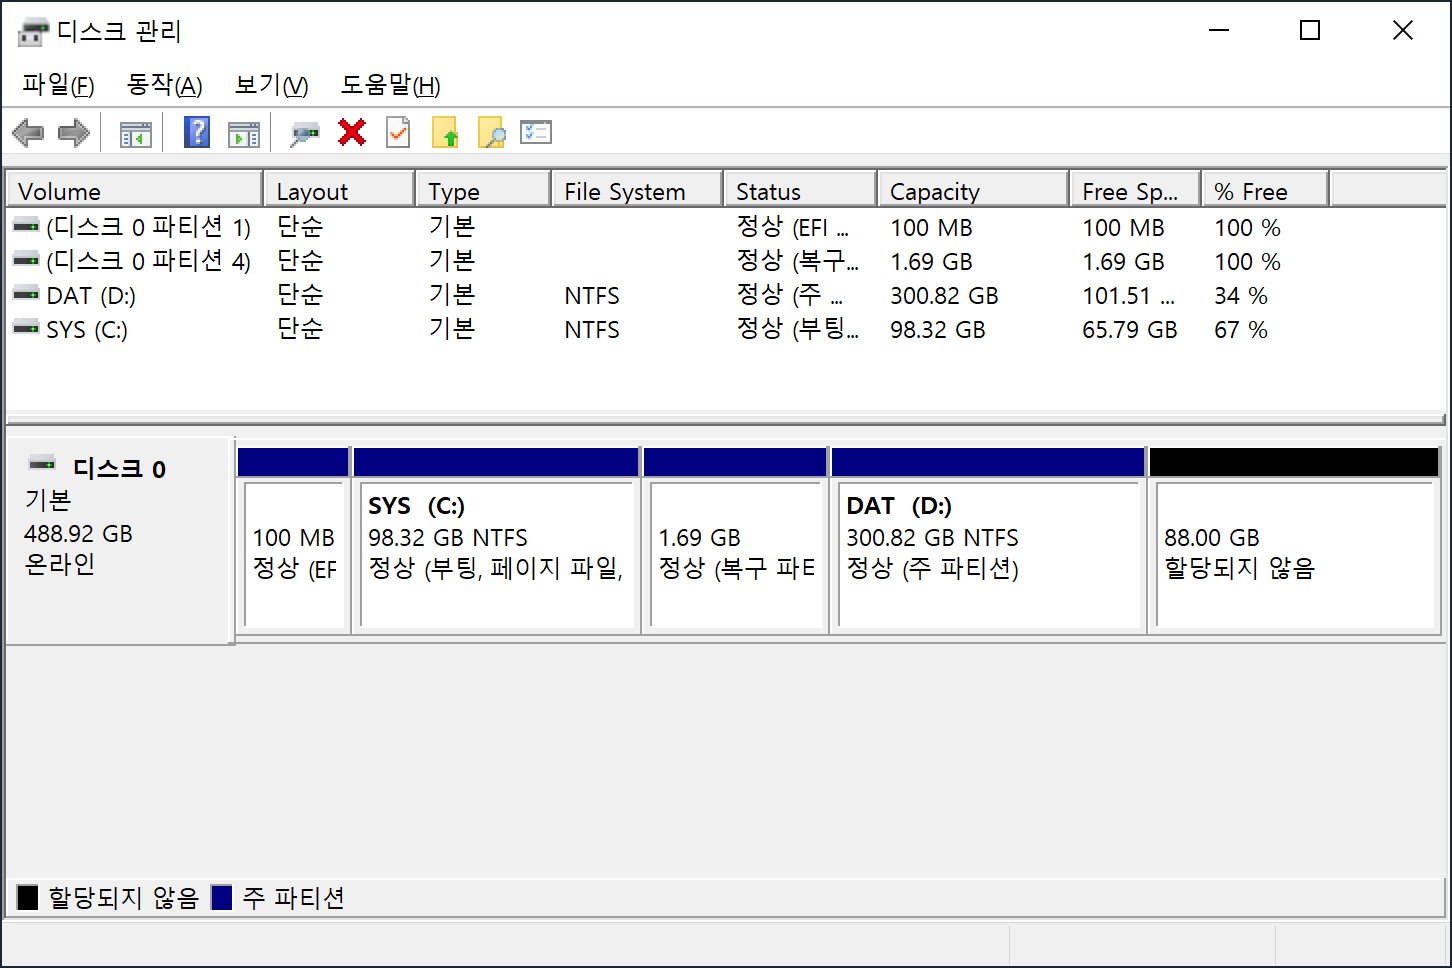 디스크 관리
파일(F) 동작(A) 보기(V) 도움말(H)
Volume Layout Type File System Status Capacity Free Sp... % Free
(디스크 0 파티션 1) 단순 기본 정상 (EFI ... 100 MB 100 MB 100 %
(디스크 0 파티션 4) 단순 기본 정상 (복구... 1.69 GB 1.69 GB 100 %
DAT (D:) 단순 기본 NTFS 정상 (주 ... 300.82 GB 101.51 ... 34 %
SYS (C:) 단순 기본 NTFS 정상 (부팅... 98.32 GB 65.79 GB 67 %
디스크 0
기본
488.92 GB
온라인
100 MB
정상 (EF
SYS (C:)
98.32 GB NTFS
정상 (부팅, 페이지 파일,
1.69 GB
정상 (복구 파트
DAT (D:)
300.82 GB NTFS
정상 (주 파티션)
88.00 GB
할당되지 않음
할당되지 않음 주 파티션